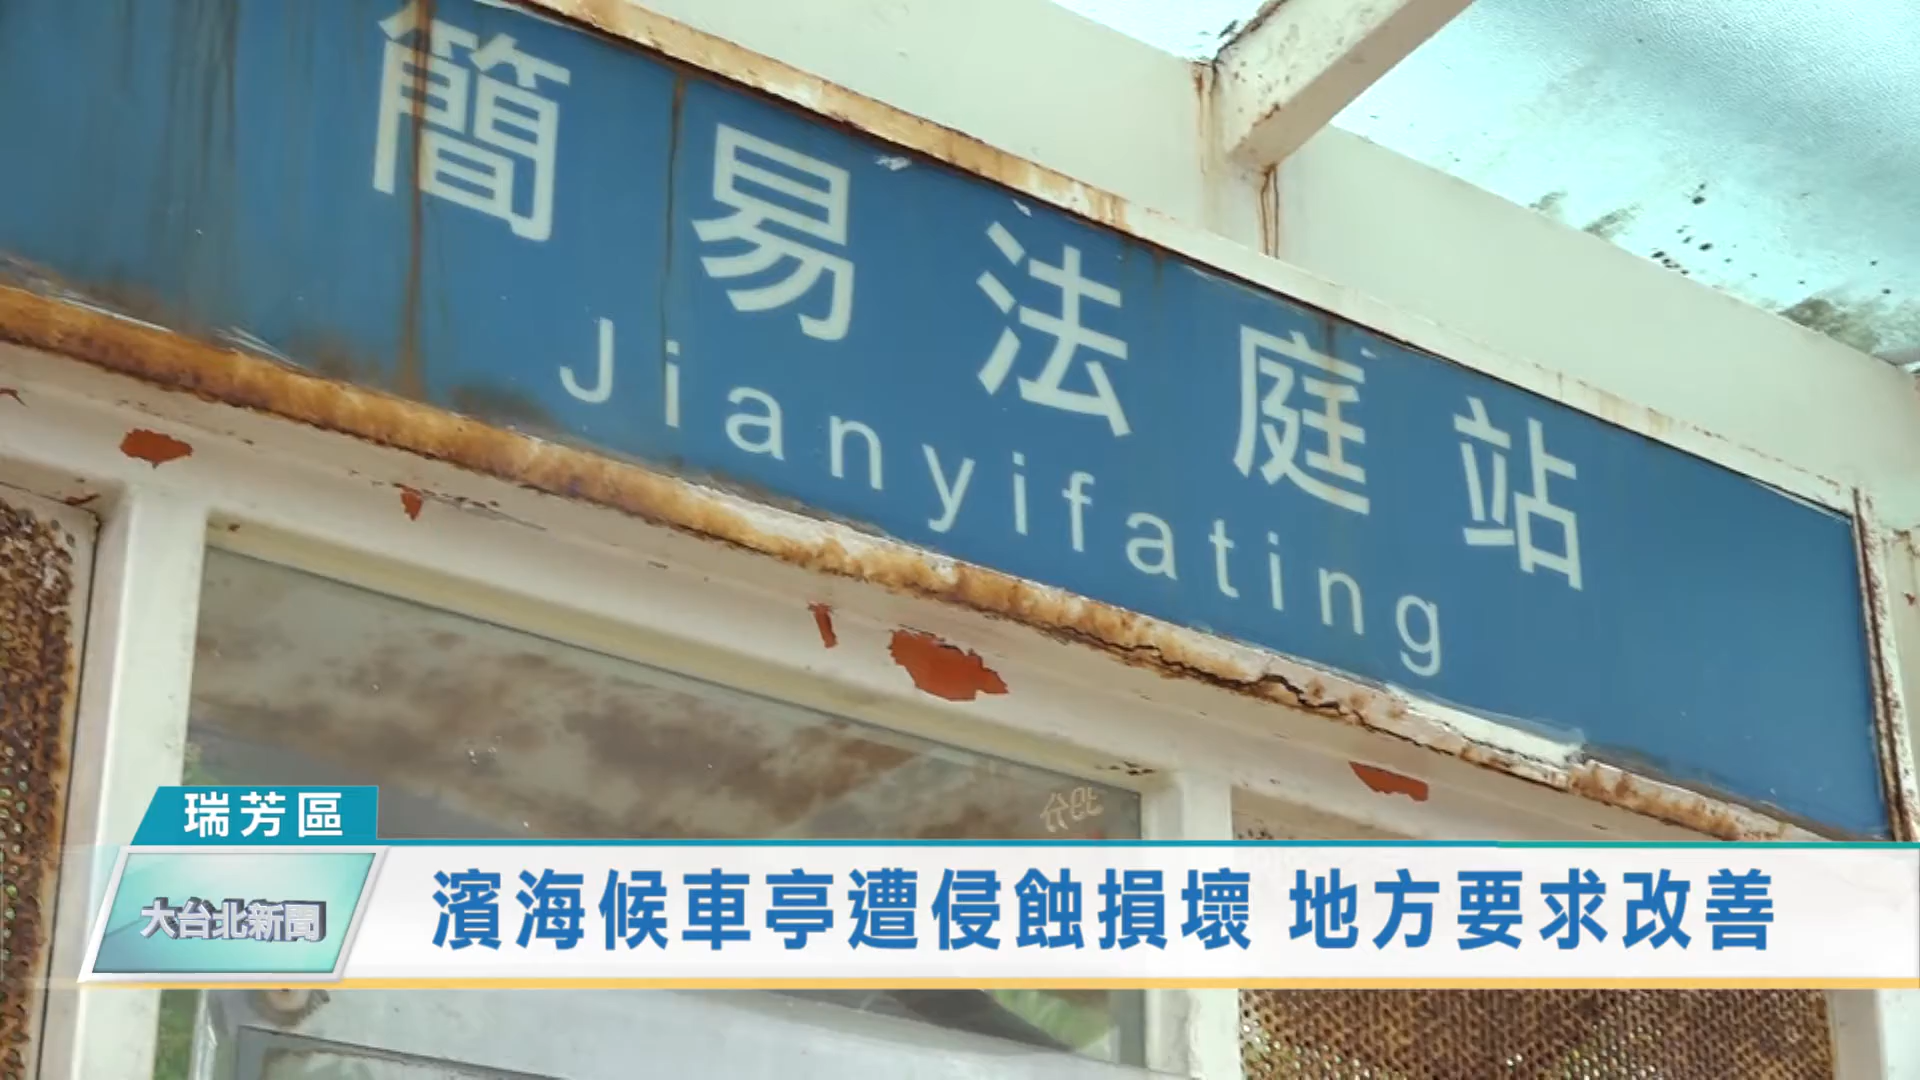 簡易法庭站
Jianyifating
瑞芳區
大台北新聞
濱海候車亭遭侵蝕損壞 地方要求改善